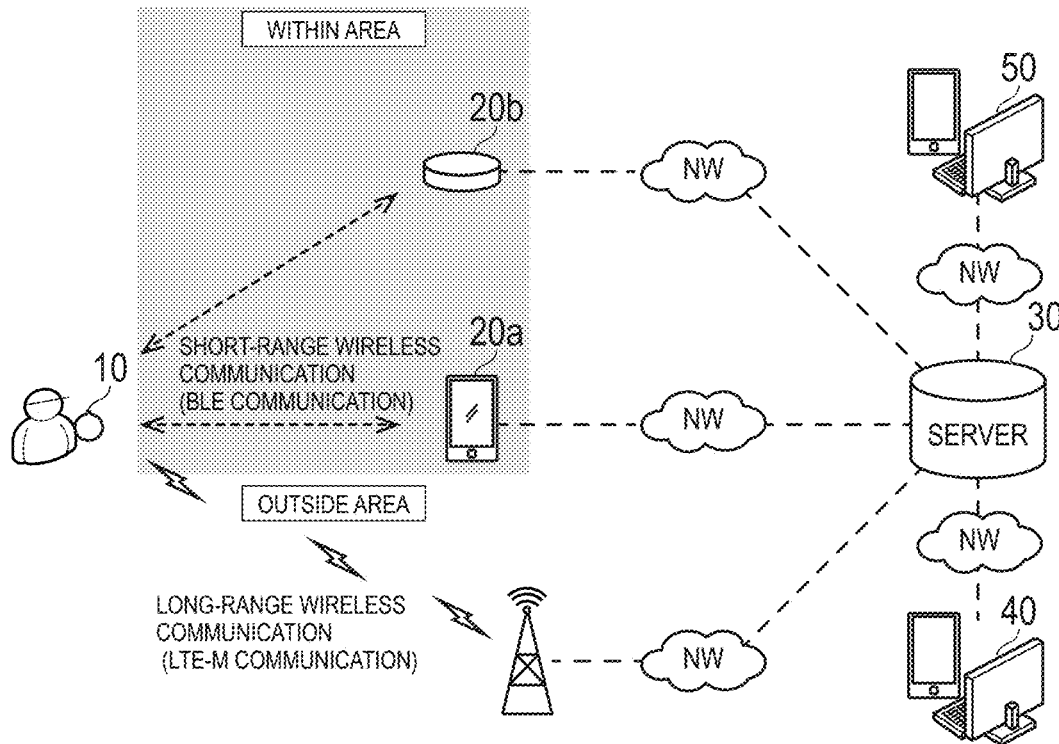 WITHIN AREA
20b
NW
50
NW
30
20a
SHORT-RANGE WIRELESS
COMMUNICATION
(BLE COMMUNICATION)
10
NW
SERVER
OUTSIDE AREA
NW
LONG-RANGE WIRELESS
COMMUNICATION
(LTE-M COMMUNICATION)
NW
40